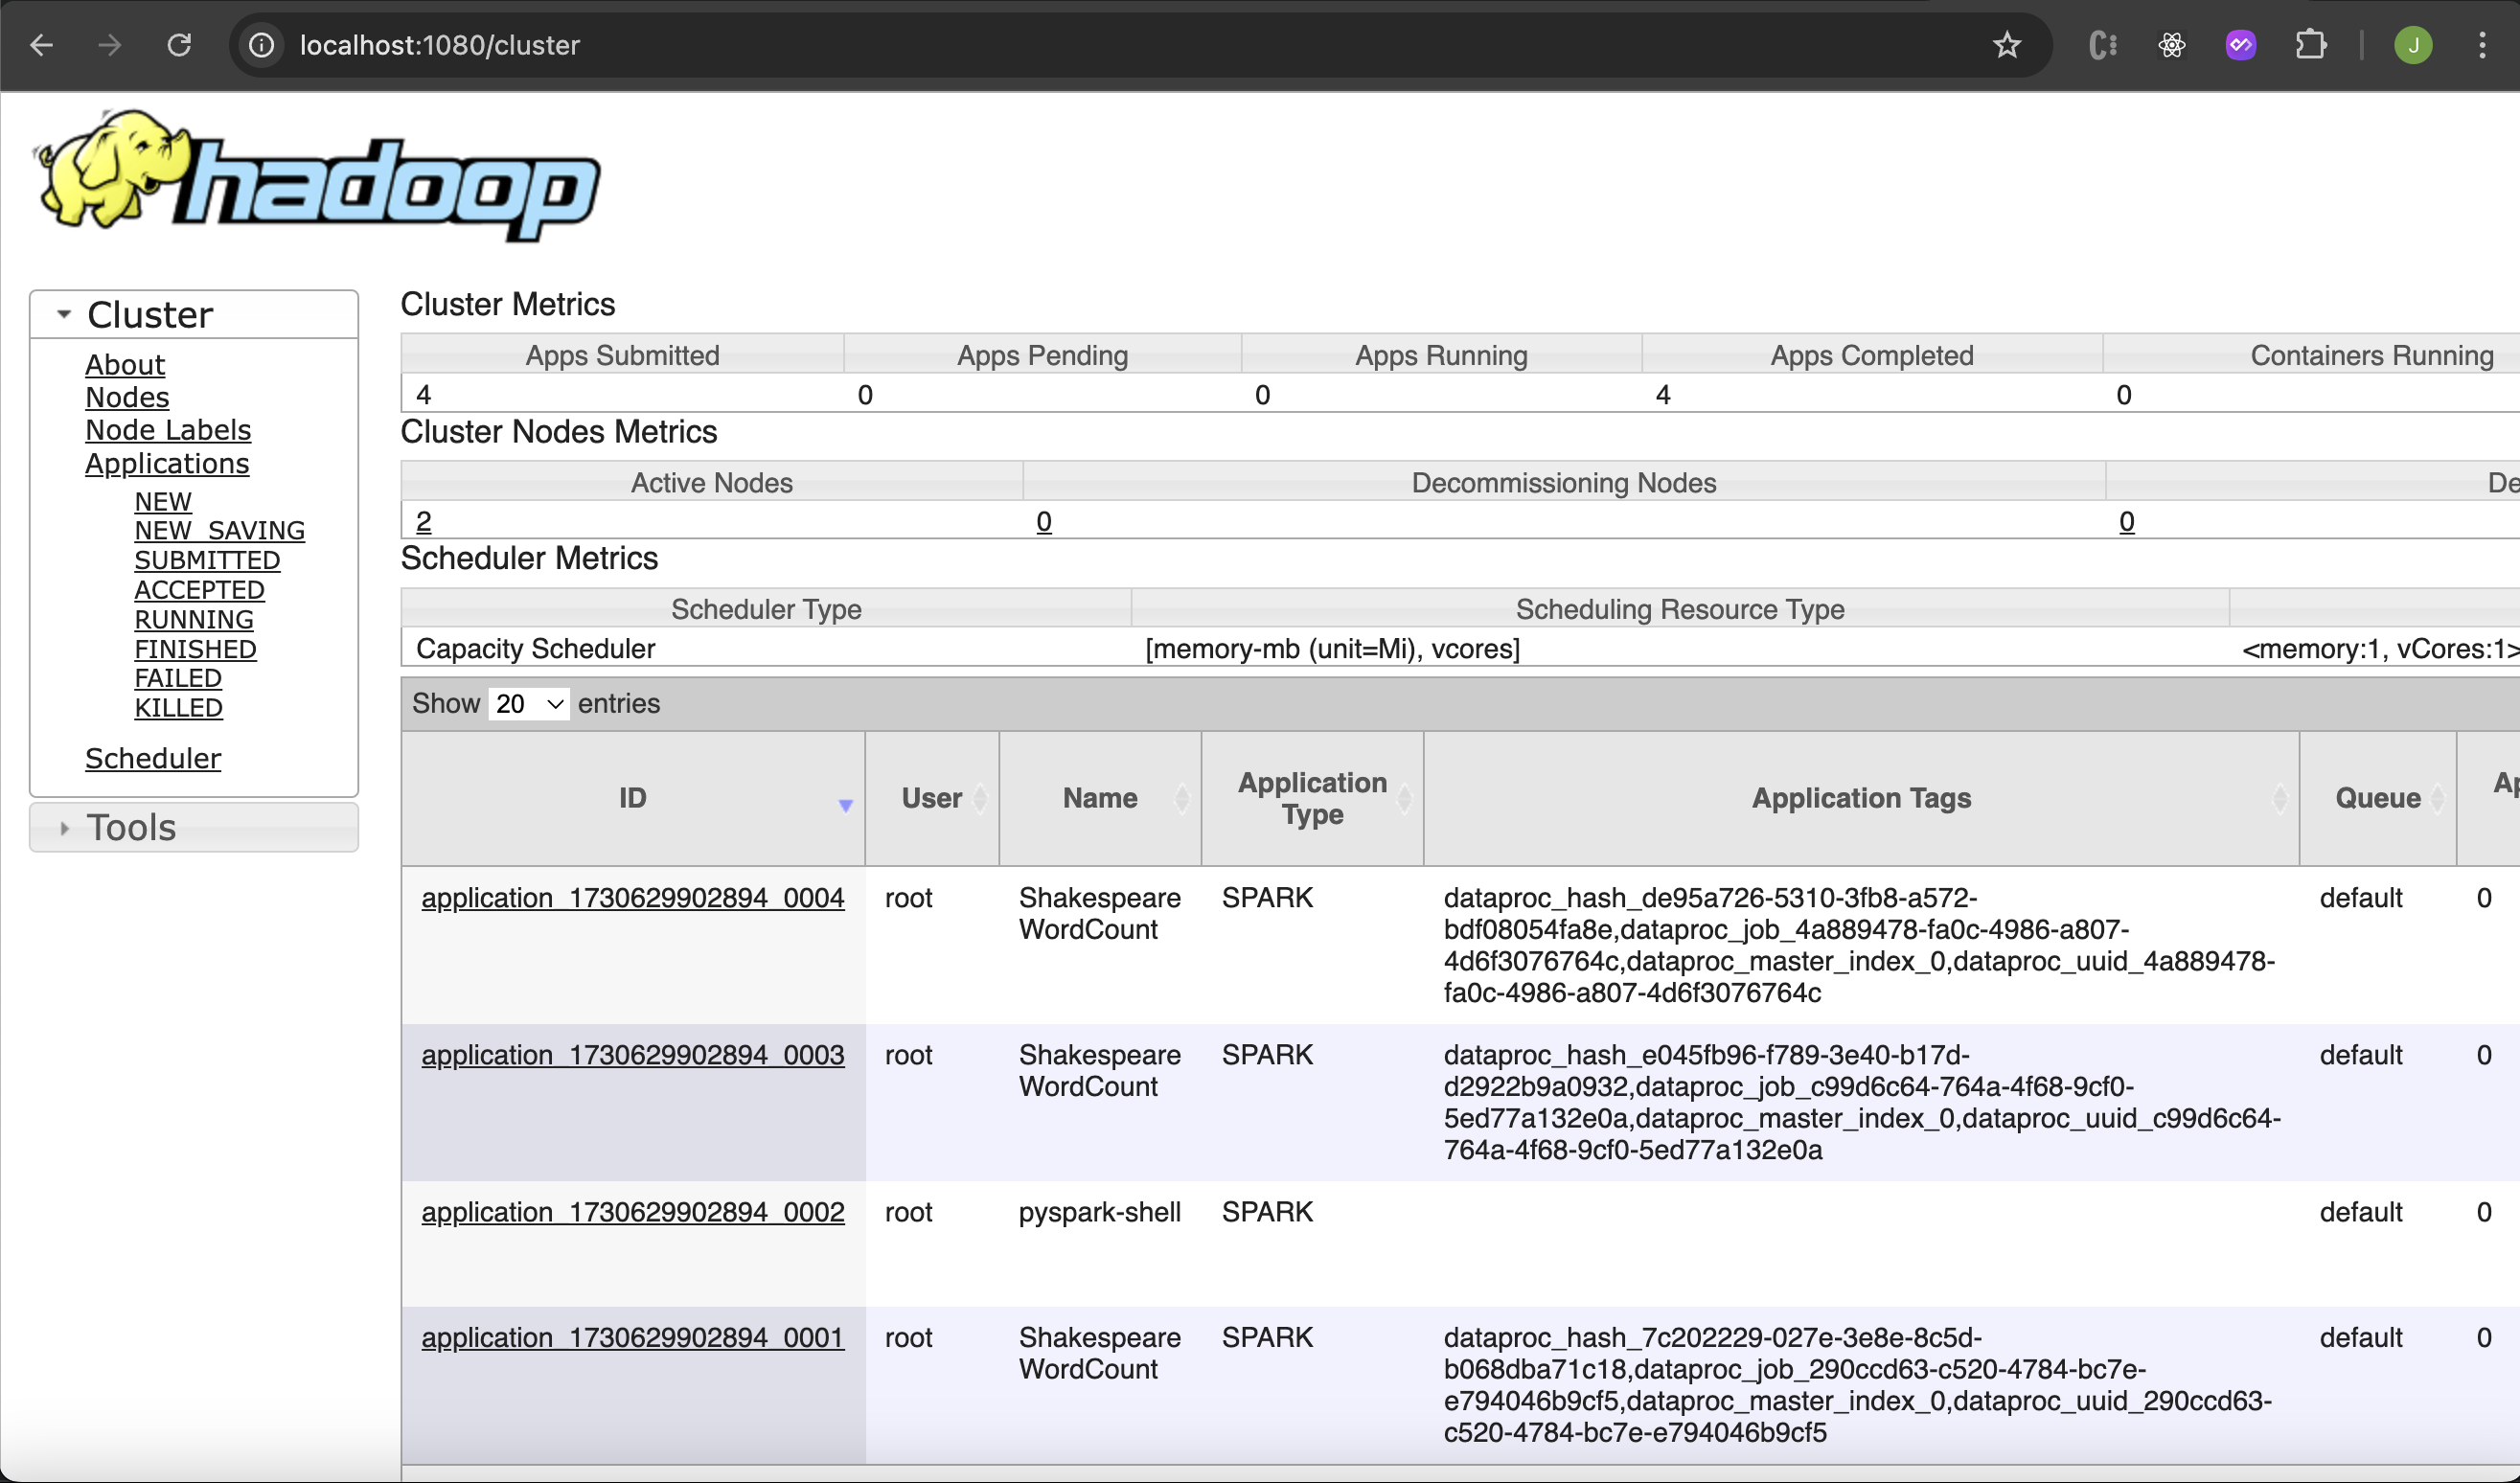 localhost:1080/cluster
J
hadoop
Cluster
About
Nodes
Node Labels
Applications
NEW
NEW_SAVING
SUBMITTED
ACCEPTED
RUNNING
FINISHED
FAILED
KILLED
Scheduler
Tools
Cluster Metrics
Apps Submitted Apps Pending Apps Running Apps Completed Containers Running
4 0 0 4 0
Cluster Nodes Metrics
Active Nodes Decommissioning Nodes De
2 0 0
Scheduler Metrics
Scheduler Type Scheduling Resource Type
Capacity Scheduler [memory-mb (unit=Mi), vcores] <memory:1, vCores:1>
Show 20 entries
ID User Name Application Type Application Tags Queue Ap
application_1730629902894_0004 root Shakespeare SPARK dataproc_hash_de95a726-5310-3fb8-a572- default 0
WordCount bdf08054fa8e,dataproc_job_4a889478-fa0c-4986-a807-
4d6f3076764c,dataproc_master_index_0,dataproc_uuid_4a889478-
fa0c-4986-a807-4d6f3076764c
application_1730629902894_0003 root Shakespeare SPARK dataproc_hash_e045fb96-f789-3e40-b17d- default 0
WordCount d2922b9a0932,dataproc_job_c99d6c64-764a-4f68-9cf0-
5ed77a132e0a,dataproc_master_index_0,dataproc_uuid_c99d6c64-
764a-4f68-9cf0-5ed77a132e0a
application_1730629902894_0002 root pyspark-shell SPARK default 0
application_1730629902894_0001 root Shakespeare SPARK dataproc_hash_7c202229-027e-3e8e-8c5d- default 0
WordCount b068dba71c18,dataproc_job_290ccd63-c520-4784-bc7e-
e794046b9cf5,dataproc_master_index_0,dataproc_uuid_290ccd63-
c520-4784-bc7e-e794046b9cf5